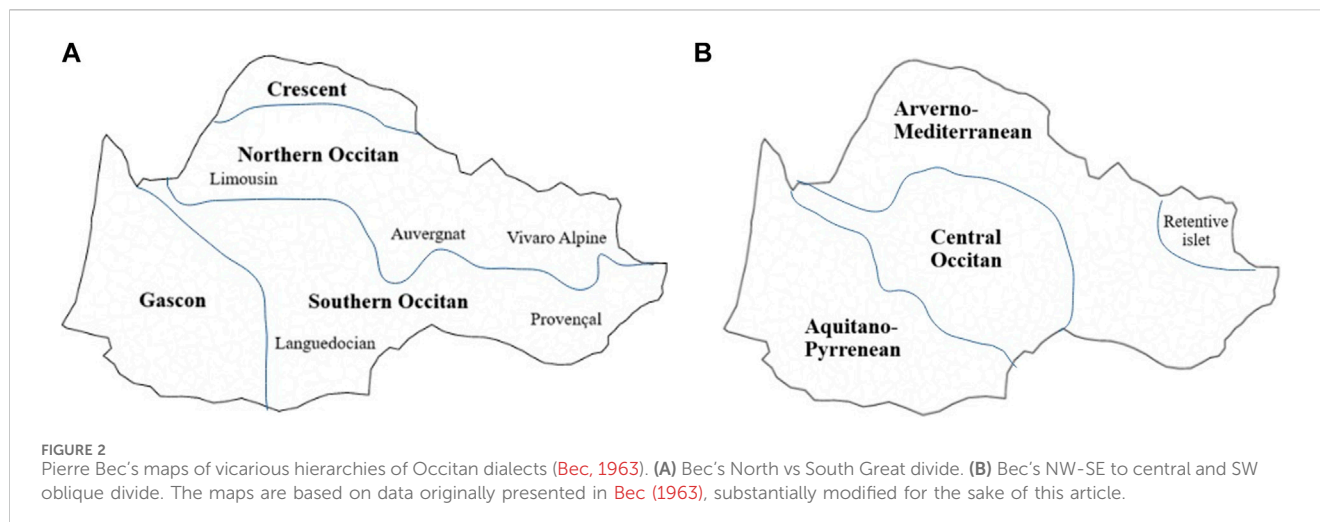 A
Crescent
Northern Occitan
Limousin
Auvergnat
Vivaro Alpine
Gascon
Southern Occitan
Provençal
Languedocian
B
Arverno-
Mediterranean
Retentive
islet
Central
Occitan
Aquitano-
Pyrrenean
FIGURE 2
Pierre Bec's maps of vicarious hierarchies of Occitan dialects (Bec, 1963). (A) Bec's North vs South Great divide. (B) Bec's NW-SE to central and SW
oblique divide. The maps are based on data originally presented in Bec (1963), substantially modified for the sake of this article.